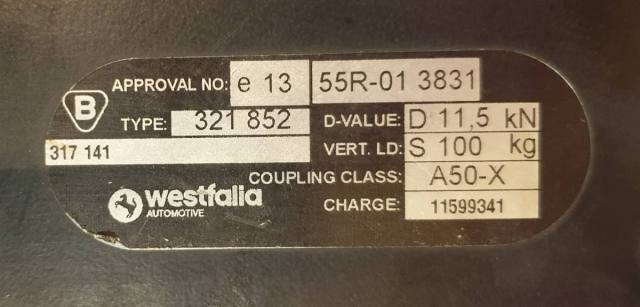 APPROVAL NO: e 13 55R-01 3831
B
TYPE: 321 852 D-VALUE: D 11,5 kN
317 141 VERT. LD: S 100 kg
COUPLING CLASS: A50-X
westfalia
AUTOMOTIVE
CHARGE: 11599341